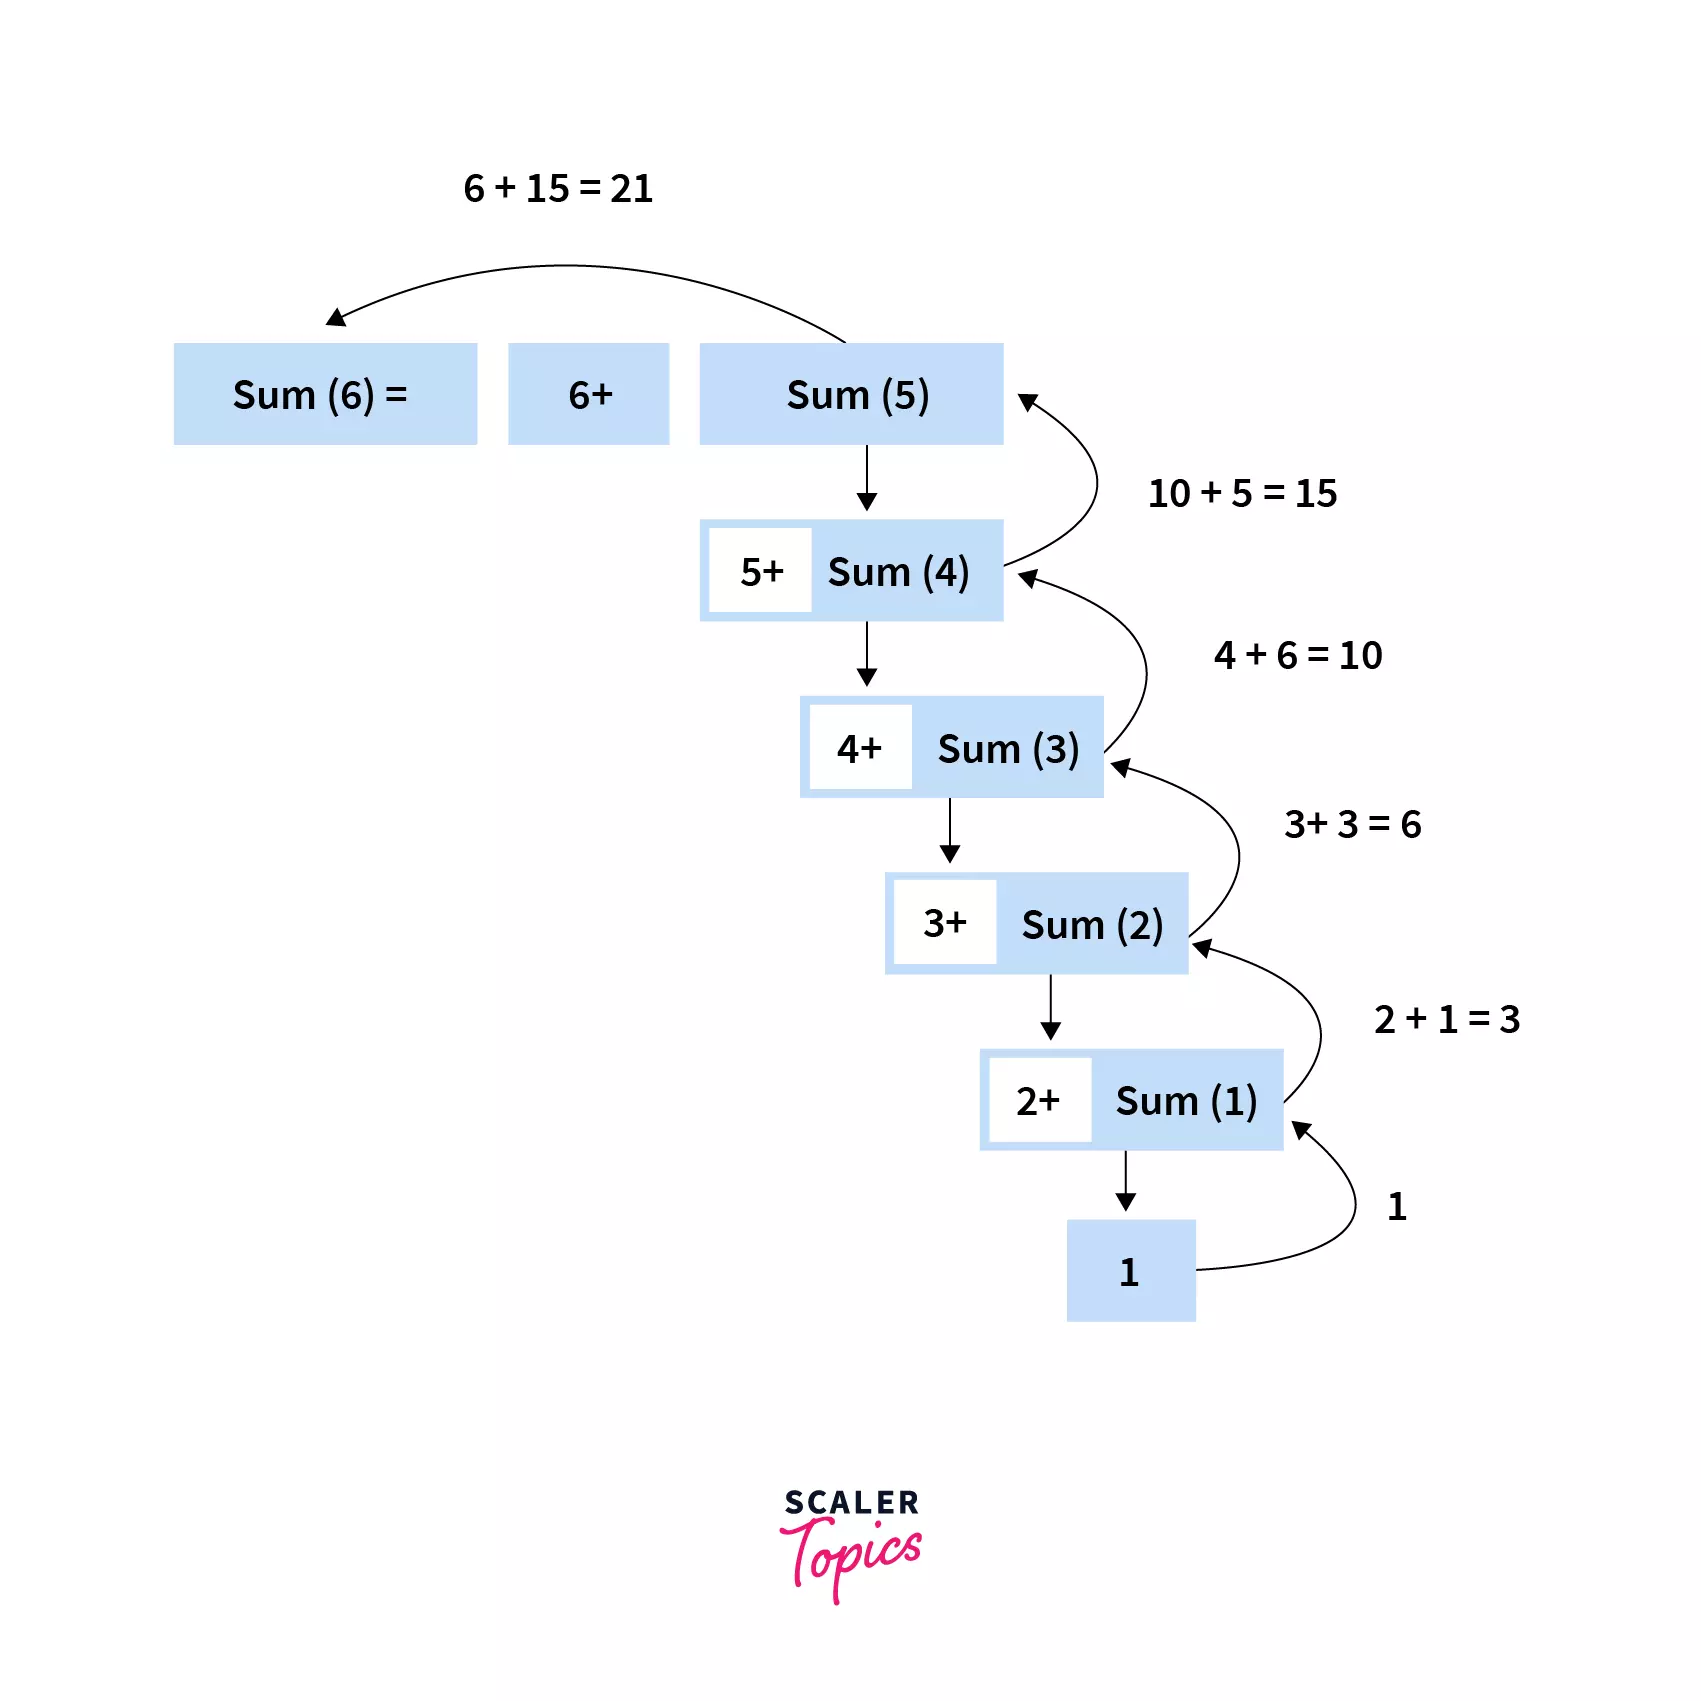 6 + 15 = 21
Sum (6) = 6+ Sum (5)
10 + 5 = 15
5+ Sum (4)
4 + 6 = 10
4+ Sum (3)
3+ 3 = 6
3+ Sum (2)
2 + 1 = 3
2+ Sum (1)
1
1
SCALER
Topics